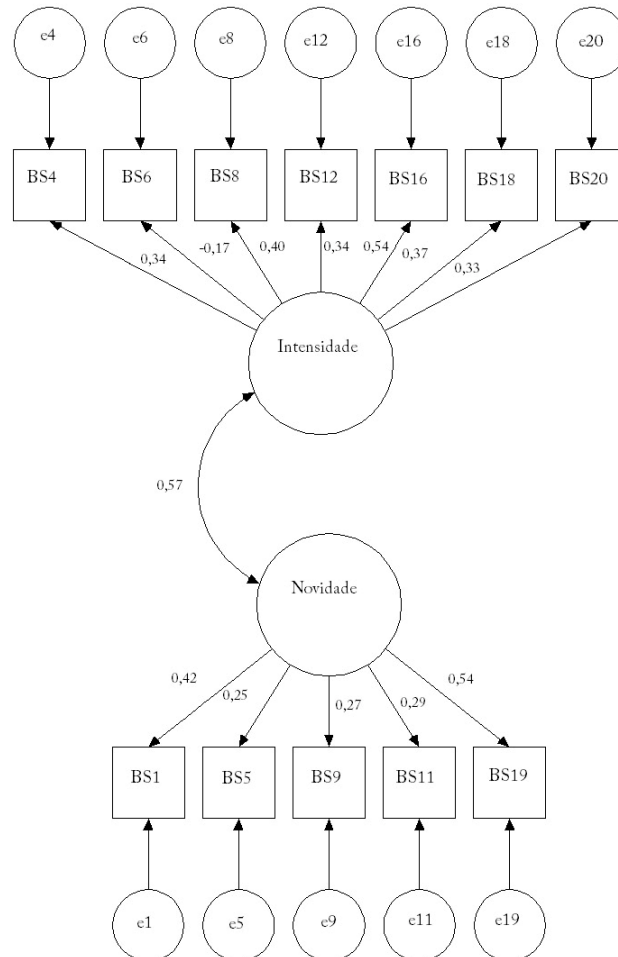 e4 e6 e8 e12 e16 e18 e20
BS4 BS6 BS8 BS12 BS16 BS18 BS20
0,34 -0,17 0,40 0,34 0,54 0,37 0,33
Intensidade
0,57
Novidade
0,42 0,25 0,27 0,29 0,54
BS1 BS5 BS9 BS11 BS19
e1 e5 e9 e11 e19